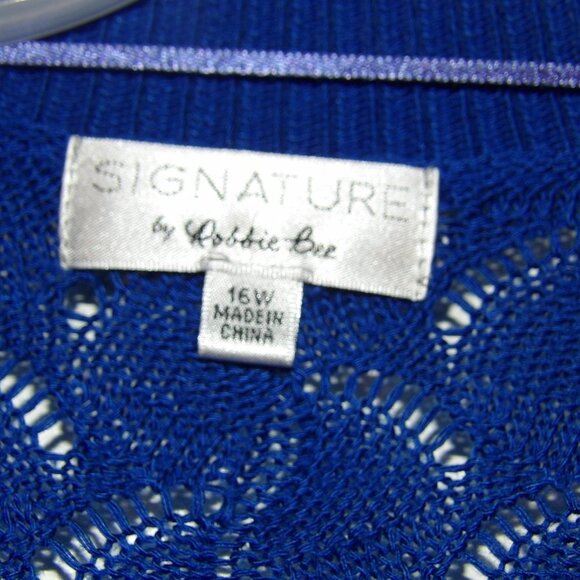 SIGNATURE
by Robbie Bee
16W
MADE IN
CHINA